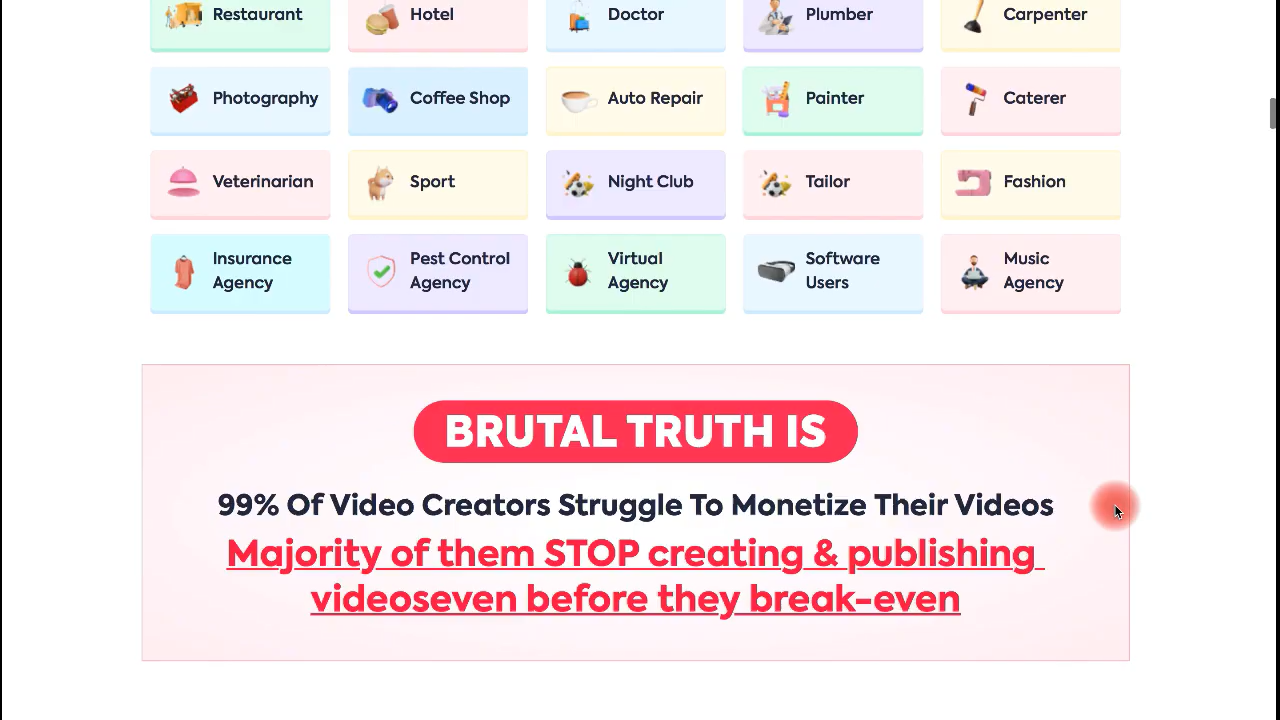 Restaurant
Hotel
Doctor
Plumber
Carpenter
Photography
Coffee Shop
Auto Repair
Painter
Caterer
Veterinarian
Sport
Night Club
Tailor
Fashion
Insurance
Agency
Pest Control
Agency
Virtual
Agency
Software
Users
Music
Agency
BRUTAL TRUTH IS
99% Of Video Creators Struggle To Monetize Their Videos
Majority of them STOP creating & publishing
videoseven before they break-even